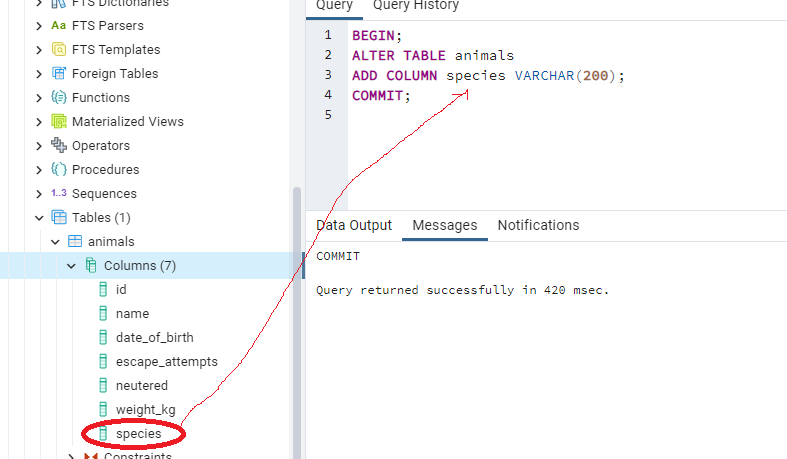 FTS Dictionaries
FTS Parsers
FTS Templates
Foreign Tables
Functions
Materialized Views
Operators
Procedures
1..3 Sequences
Tables (1)
animals
Columns (7)
id
name
date_of_birth
escape_attempts
neutered
weight_kg
species
Constraints
Query Query History
1 BEGIN;
2 ALTER TABLE animals
3 ADD COLUMN species VARCHAR(200);
4 COMMIT;
5
Data Output Messages Notifications
COMMIT
Query returned successfully in 420 msec.